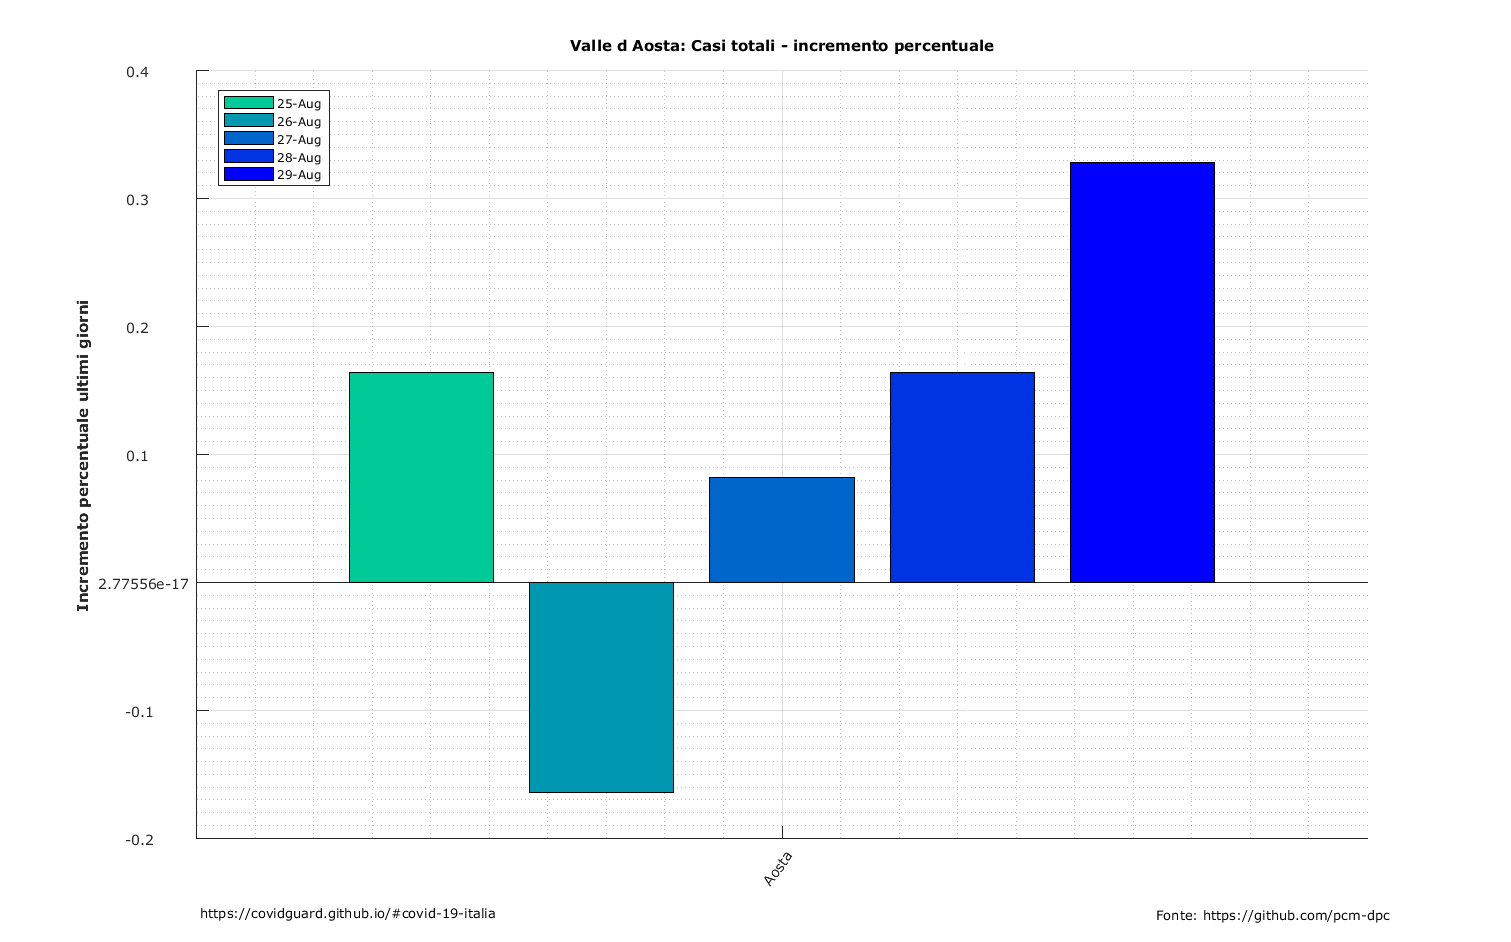 Valle d Aosta: Casi totali - incremento percentuale
0.4
25-Aug
26-Aug
27-Aug
28-Aug
29-Aug
0.3
0.2
0.1
2.77556e-17
-0.1
-0.2
Incremento percentuale ultimi giorni
Aosta
https://covidguard.github.io/#covid-19-italia
Fonte: https://github.com/pcm-dpc